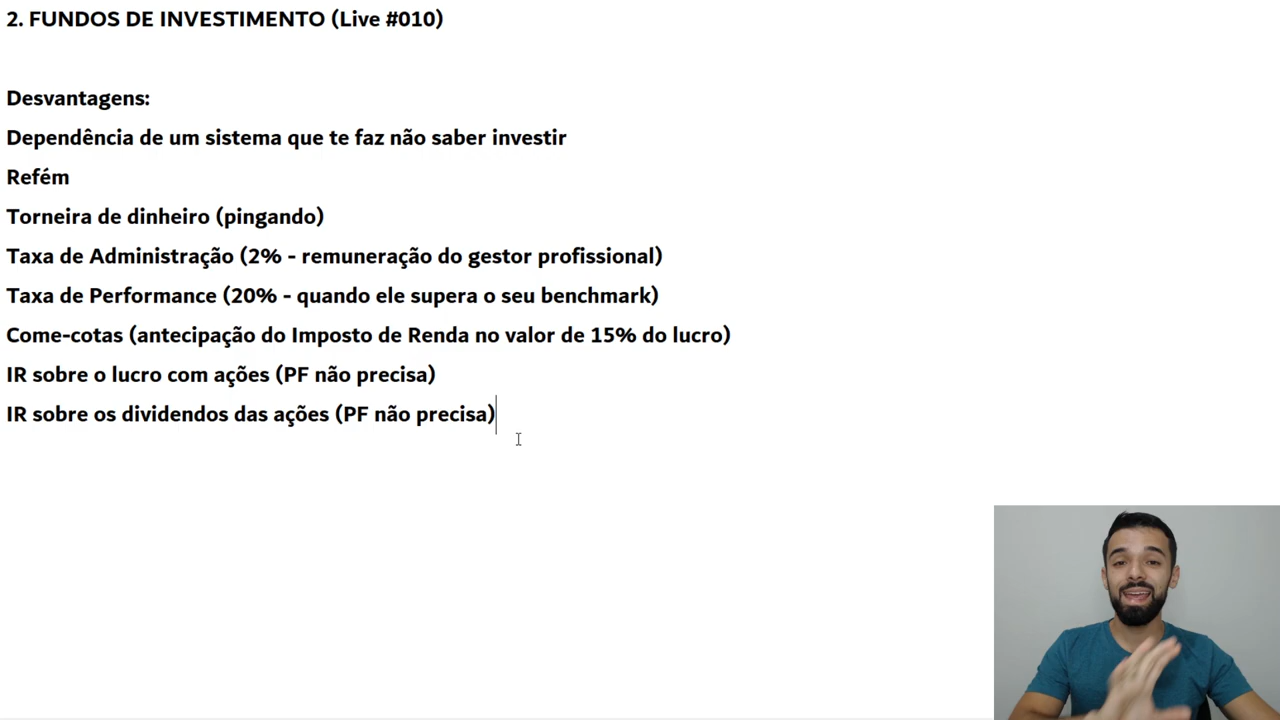 2. FUNDOS DE INVESTIMENTO (Live #010)
Desvantagens:
Dependência de um sistema que te faz não saber investir
Refém
Torneira de dinheiro (pingando)
Taxa de Administração (2% - remuneração do gestor profissional)
Taxa de Performance (20% - quando ele supera o seu benchmark)
Come-cotas (antecipação do Imposto de Renda no valor de 15% do lucro)
IR sobre o lucro com ações (PF não precisa)
IR sobre os dividendos das ações (PF não precisa)